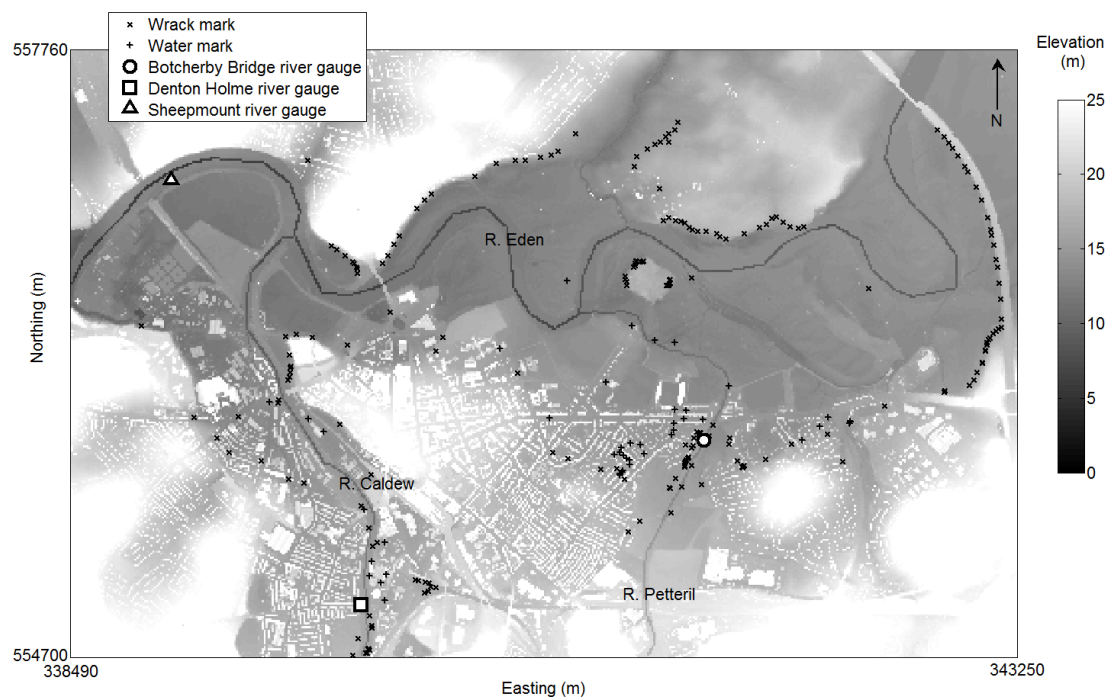 Wrack mark
Water mark
Botcherby Bridge river gauge
Denton Holme river gauge
Sheepmount river gauge
557760
Elevation
(m)
N
25
20
15
10
5
0
R. Eden
Northing (m)
R. Caldew
R. Petteril
554700
338490
343250
Easting (m)